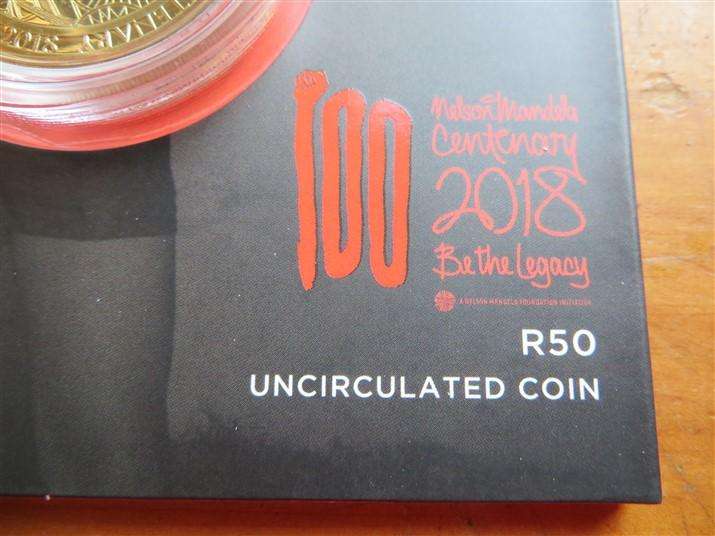 100
Nelson Mandela
Centenary
2018
Be the Legacy
A NELSON MANDELA FOUNDATION INITIATIVE
R50
UNCIRCULATED COIN